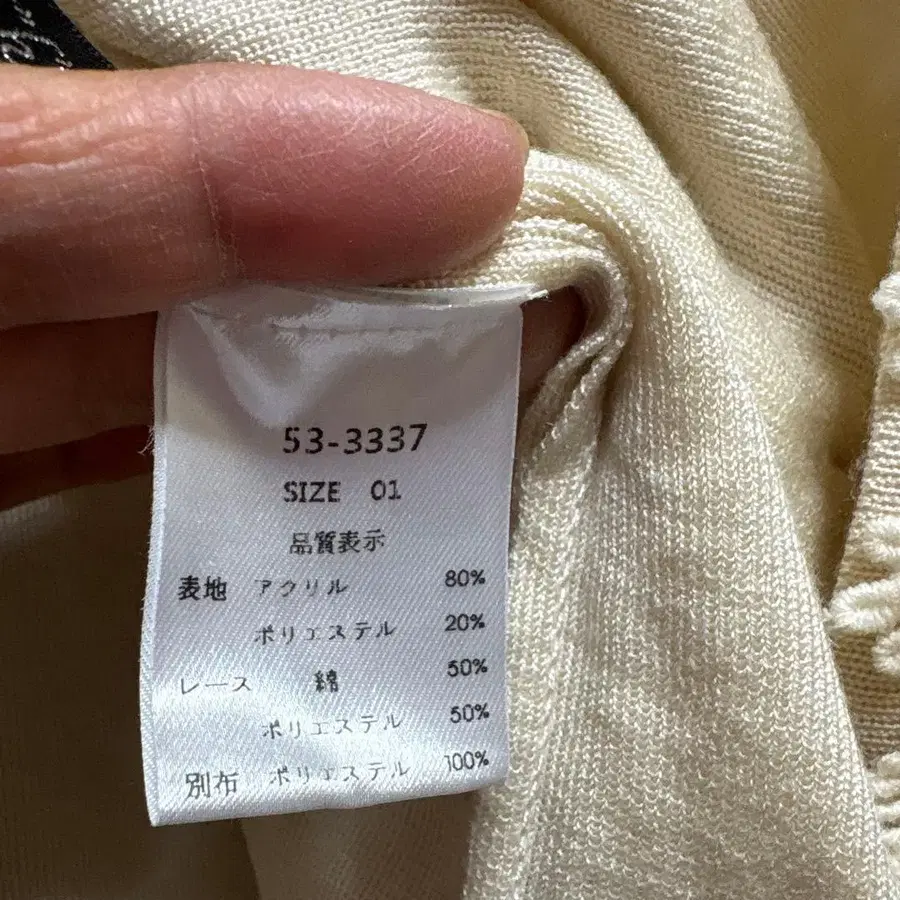 53-3337
SIZE 01
品質表示
表地 アクリル 80%
ポリエステル 20%
レース 綿 50%
ポリエステル 50%
別布 ポリエステル 100%